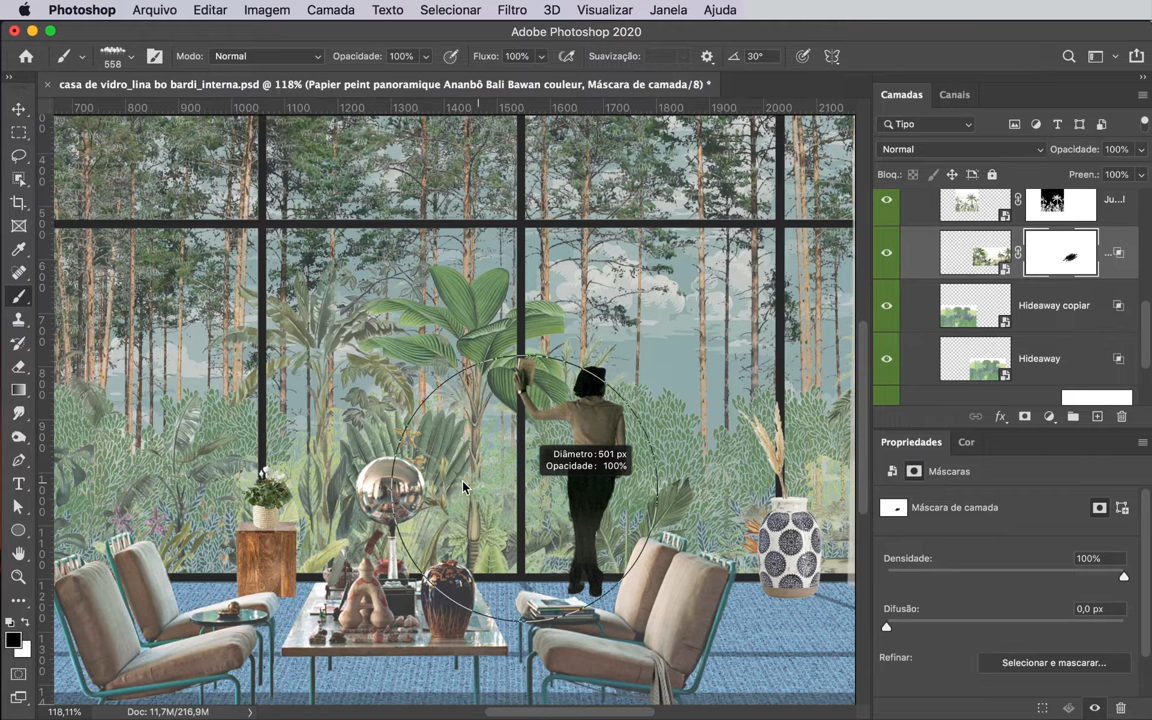 Photoshop Arquivo Editar Imagem Camada Texto Selecionar Filtro 3D Visualizar Janela Ajuda
Adobe Photoshop 2020
558 Modo: Normal Opacidade: 100% Fluxo: 100% Suavização: 30°
casa de vidro_lina bo bardi_interna.psd @ 118% (Papier peint panoramique Ananbô Bali Bawan couleur, Máscara de camada/8) *
700 800 900 1000 1100 1200 1300 1400 1500 1600 1700 1800 1900 2000 2100
Camadas Canais
Tipo
Normal Opacidade: 100%
Bloq.: Preen.: 100%
Ju...l
...
Hideaway copiar
Hideaway
Diâmetro: 501 px
Opacidade: 100%
Propriedades Cor
Máscaras
Máscara de camada
Densidade: 100%
Difusão: 0,0 px
Refinar: Selecionar e mascarar...
118,11% Doc: 11,7M/216,9M